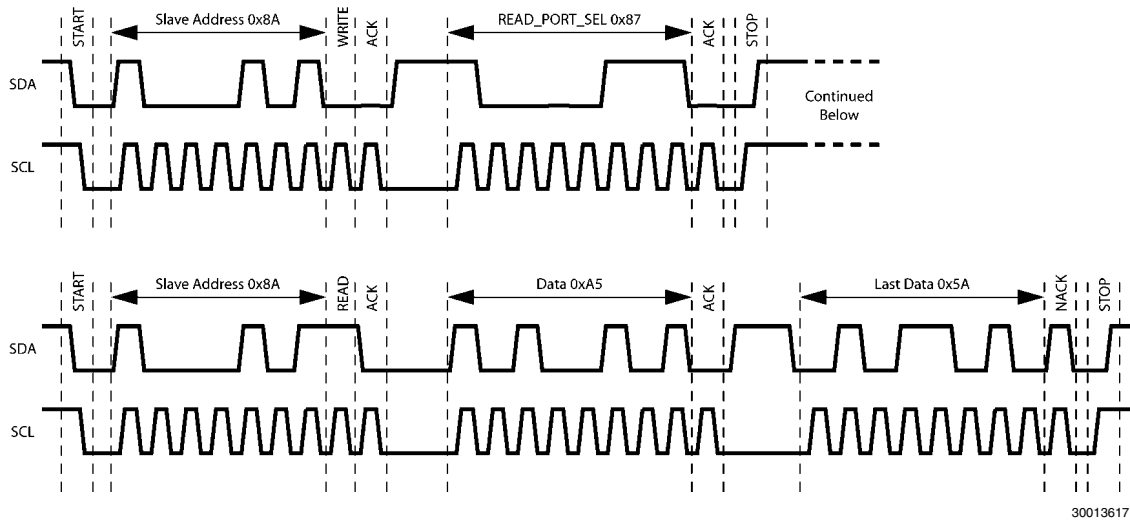 START
Slave Address 0x8A
WRITE
ACK
READ_PORT_SEL 0x87
ACK
STOP
SDA
Continued
Below
SCL
START
Slave Address 0x8A
READ
ACK
Data 0xA5
ACK
Last Data 0x5A
NACK
STOP
SDA
SCL
30013617